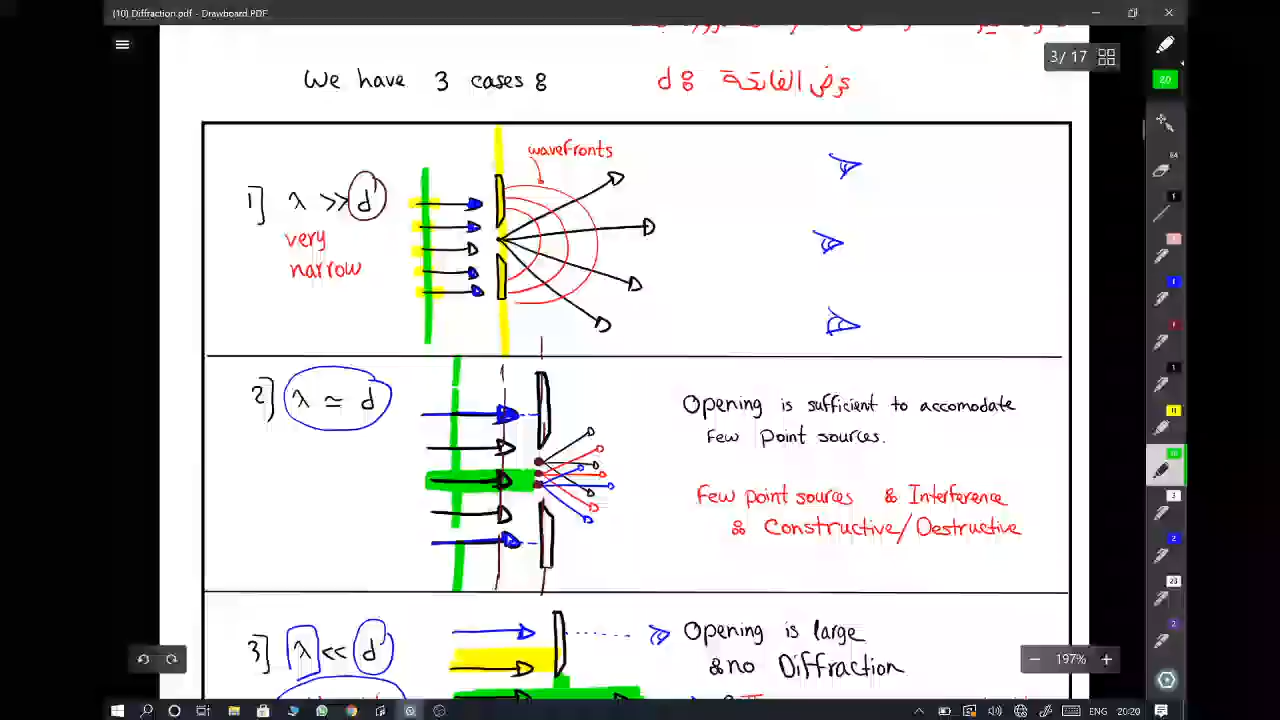 (10) Diffraction.pdf - Drawboard PDF
3/ 17
We have 3 cases :
d : عرض الفاتحة
1] λ >> d
very
narrow
wavefronts
2] λ ≃ d
Opening is sufficient to accomodate
Few Point sources.
Few point sources & Interference
& Constructive/Destructive
3] λ << d
Opening is large
& no Diffraction
197%
ENG 20:20